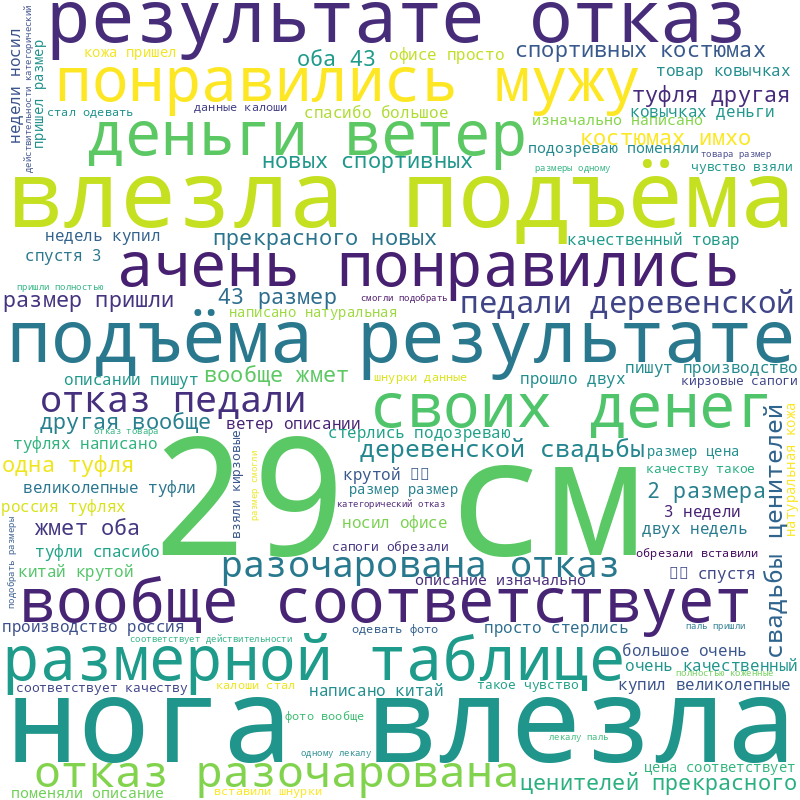 результате отказ
кожа пришел
оба 43
офисе просто
спортивных костюмах
недели носил
пришел размер
действительности категорический
понравились мужу
товар ковычках
туфля другая
стал одевать
данные калоши
спасибо большое
ковычках деньги
изначально написано
деньги ветер
костюмах имхо
подозреваю поменяли
товара размер
новых спортивных
размеры одному
чувство взяли
влезла подъёма
недель купил
прекрасного новых
качественный товар
спустя 3
ачень понравились
пришли полностью
размер пришли
43 размер
смогли подобрать
педали деревенской
написано натуральная
подъёма результате
описании пишут
вообще жмет
шнурки данные
прошло двух
пишут производство
кирзовые сапоги
отказ педали
своих денег
другая вообще
ветер описании
отказ товара
стерлись подозреваю
туфлях написано
деревенской свадьбы
размер цена
одна туфля
29 см
крутой
качеству такое
великолепные туфли
взяли кирзовые
размер смогли
размер размер
2 размера
ценителей
свадьбы
натуральная кожа
россия туфлях
категорический отказ
3 недели
жмет оба
носил офисе
двух недель
подобрать размеры
туфли спасибо
сапоги обрезали
обрезали вставили
китай крутой
разочарована отказ
описание изначально
спустя
вообще соответствует
производство россия
одевать фото
просто стерлись
паль пришли
соответствует действительности
размерной таблице
большое очень
очень качественный
полностью коженные
соответствует качеству
калоши стал
написано китай
такое чувство
купил великолепные
нога влезла
фото вообще
лекалу паль
одному лекалу
отказ разочарована
цена соответствует
поменяли описание
вставили шнурки
ценителей прекрасного